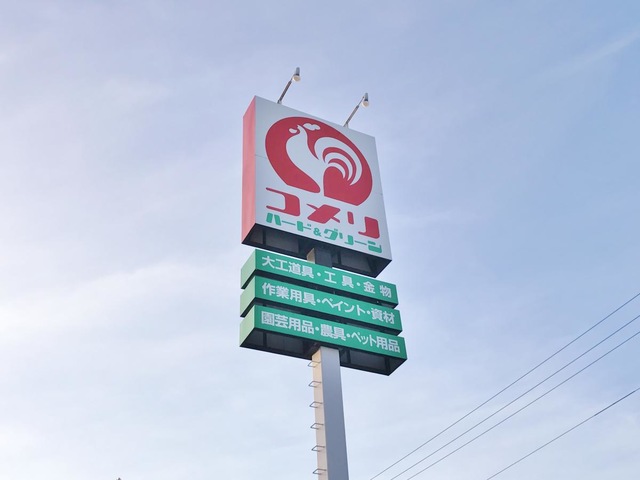 コメリ
ハード&グリーン
大工道具・工具・金物
作業用具・ペイント・資材
園芸用品・農具・ペット用品